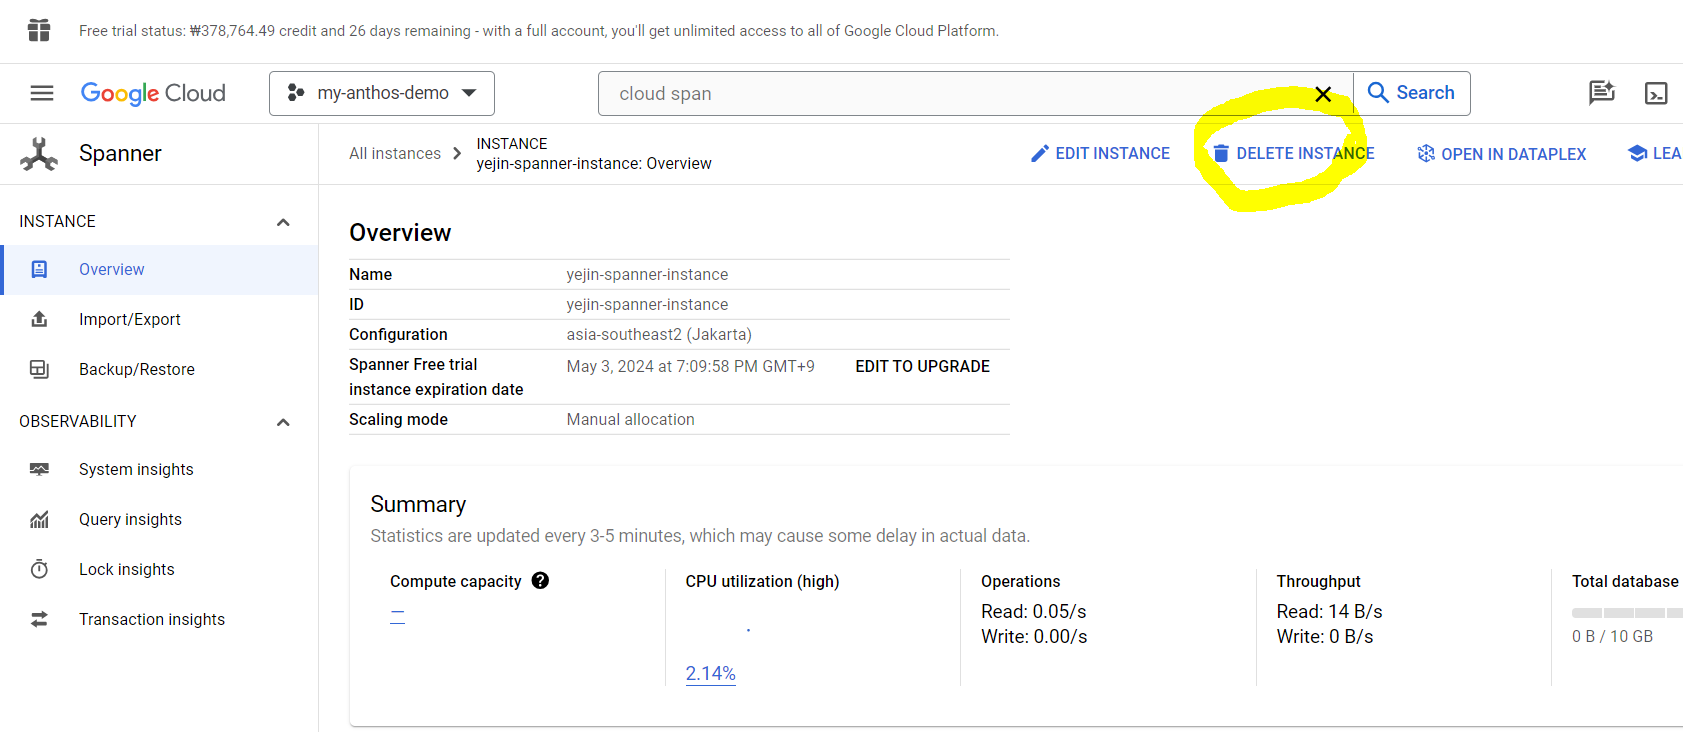 Free trial status: ₩378,764.49 credit and 26 days remaining - with a full account, you'll get unlimited access to all of Google Cloud Platform.
Google Cloud
my-anthos-demo
cloud span
Search
Spanner
All instances
INSTANCE
yejin-spanner-instance: Overview
EDIT INSTANCE
DELETE INSTANCE
OPEN IN DATAPLEX
LEA
INSTANCE
Overview
Import/Export
Backup/Restore
OBSERVABILITY
System insights
Query insights
Lock insights
Transaction insights
Overview
Name yejin-spanner-instance
ID yejin-spanner-instance
Configuration asia-southeast2 (Jakarta)
Spanner Free trial
instance expiration date
May 3, 2024 at 7:09:58 PM GMT+9 EDIT TO UPGRADE
Scaling mode Manual allocation
Summary
Statistics are updated every 3-5 minutes, which may cause some delay in actual data.
Compute capacity
—
CPU utilization (high)
2.14%
Operations
Read: 0.05/s
Write: 0.00/s
Throughput
Read: 14 B/s
Write: 0 B/s
Total database
0 B / 10 GB